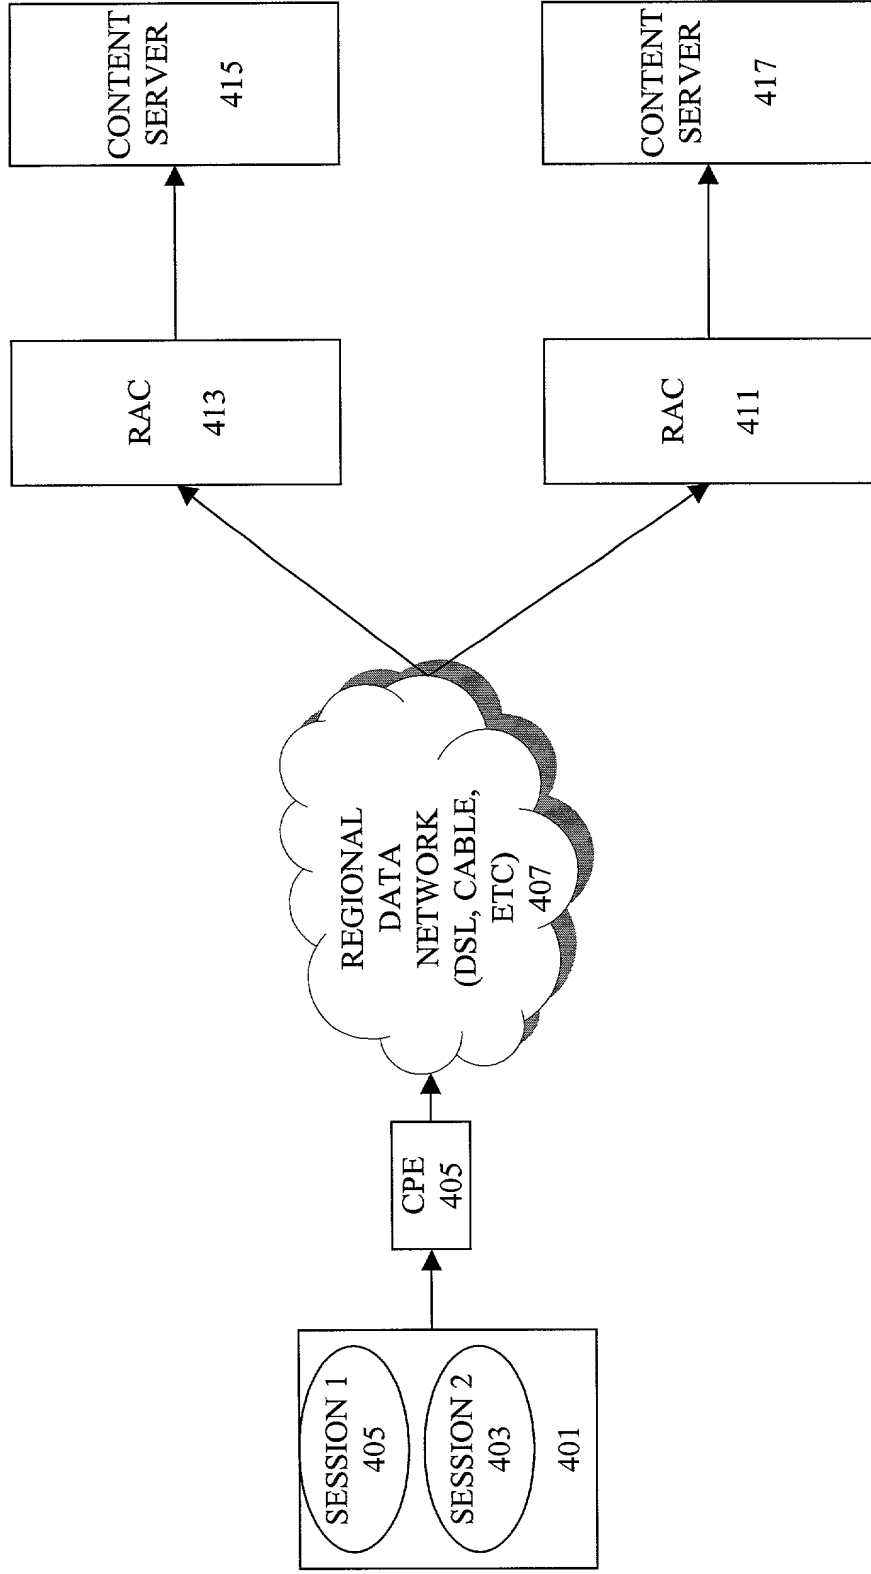 SESSION 1
405
SESSION 2
403
401
CPE
405
REGIONAL
DATA
NETWORK
(DSL, CABLE,
ETC)
407
RAC
413
CONTENT
SERVER
415
RAC
411
CONTENT
SERVER
417